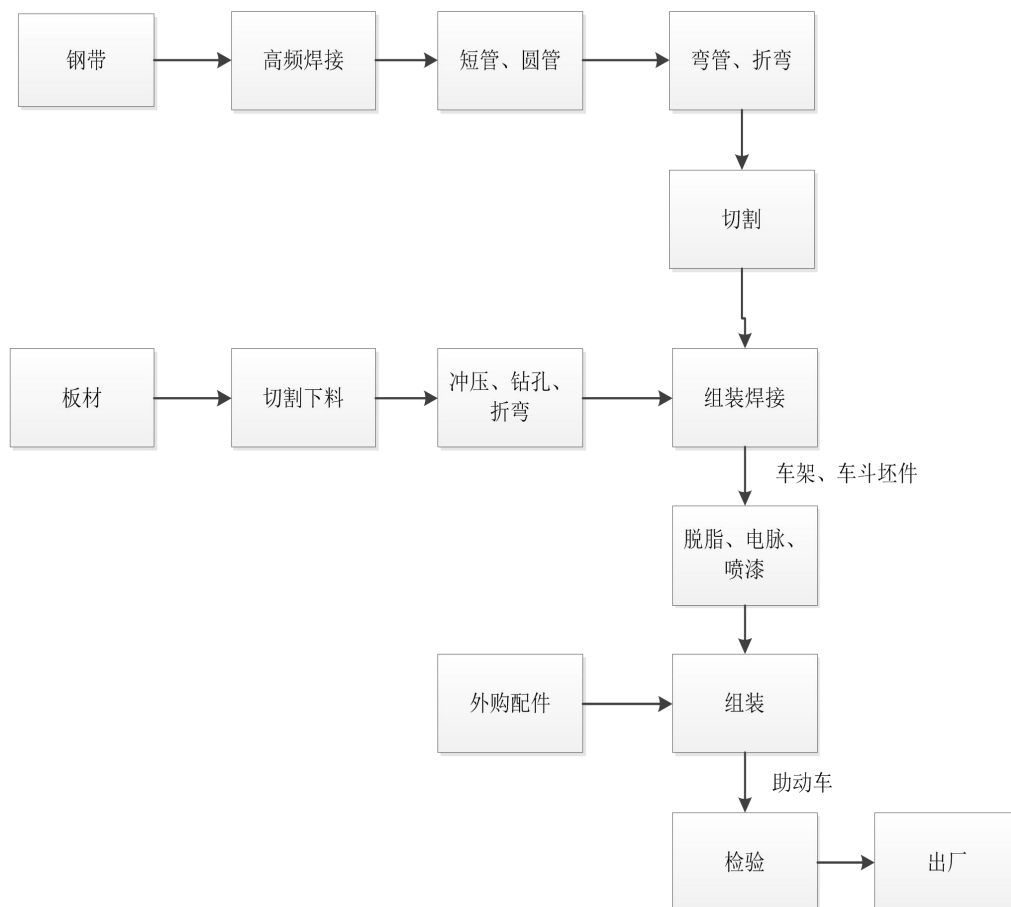 钢带
高频焊接
短管、圆管
弯管、折弯
切割
板材
切割下料
冲压、钻孔、
折弯
组装焊接
车架、车斗坯件
脱脂、电脉、
喷漆
外购配件
组装
助动车
检验
出厂